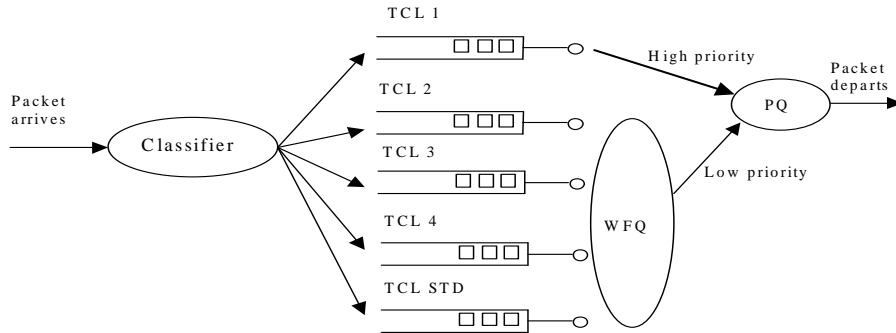 TCL 1
High priority
Packet
departs
Packet
arrives
TCL 2
PQ
Classifier
TCL 3
Low priority
TCL 4
WFQ
TCL STD